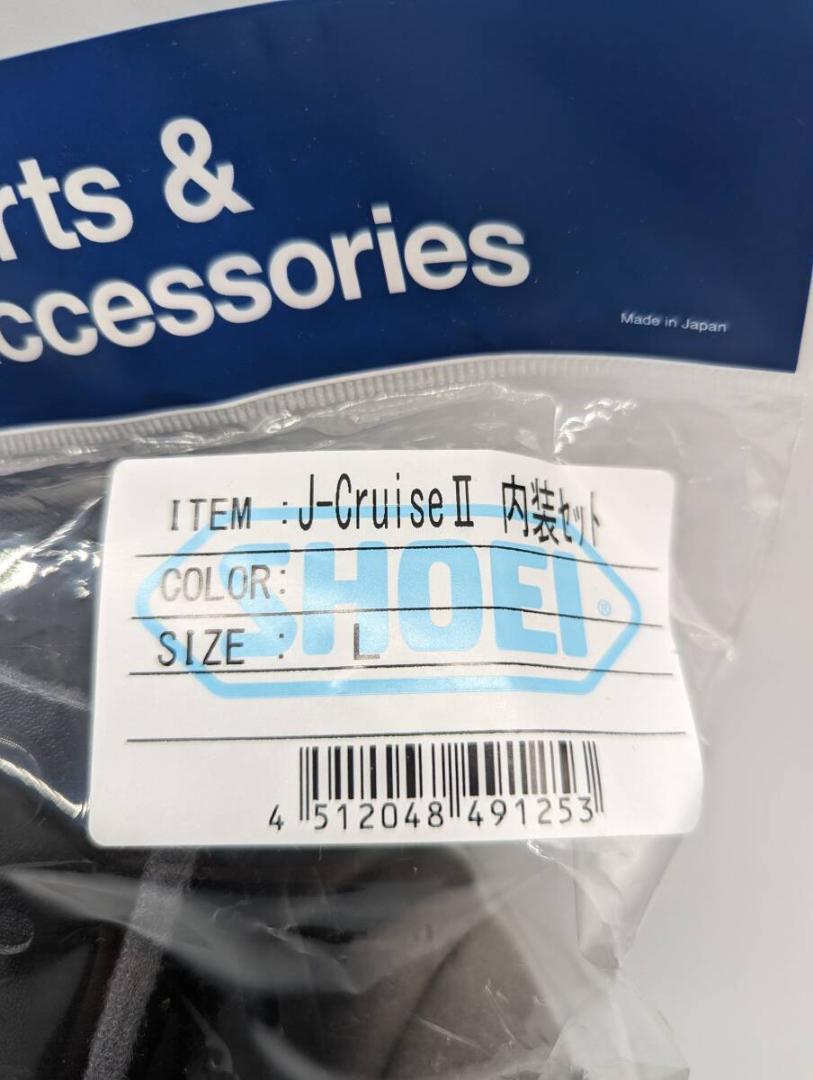 rts &
ccessories
Made in Japan
ITEM :J-CruiseⅡ 内装ｾｯﾄ
COLOR:
SIZE : L
SHOEI®
4 512048 491253